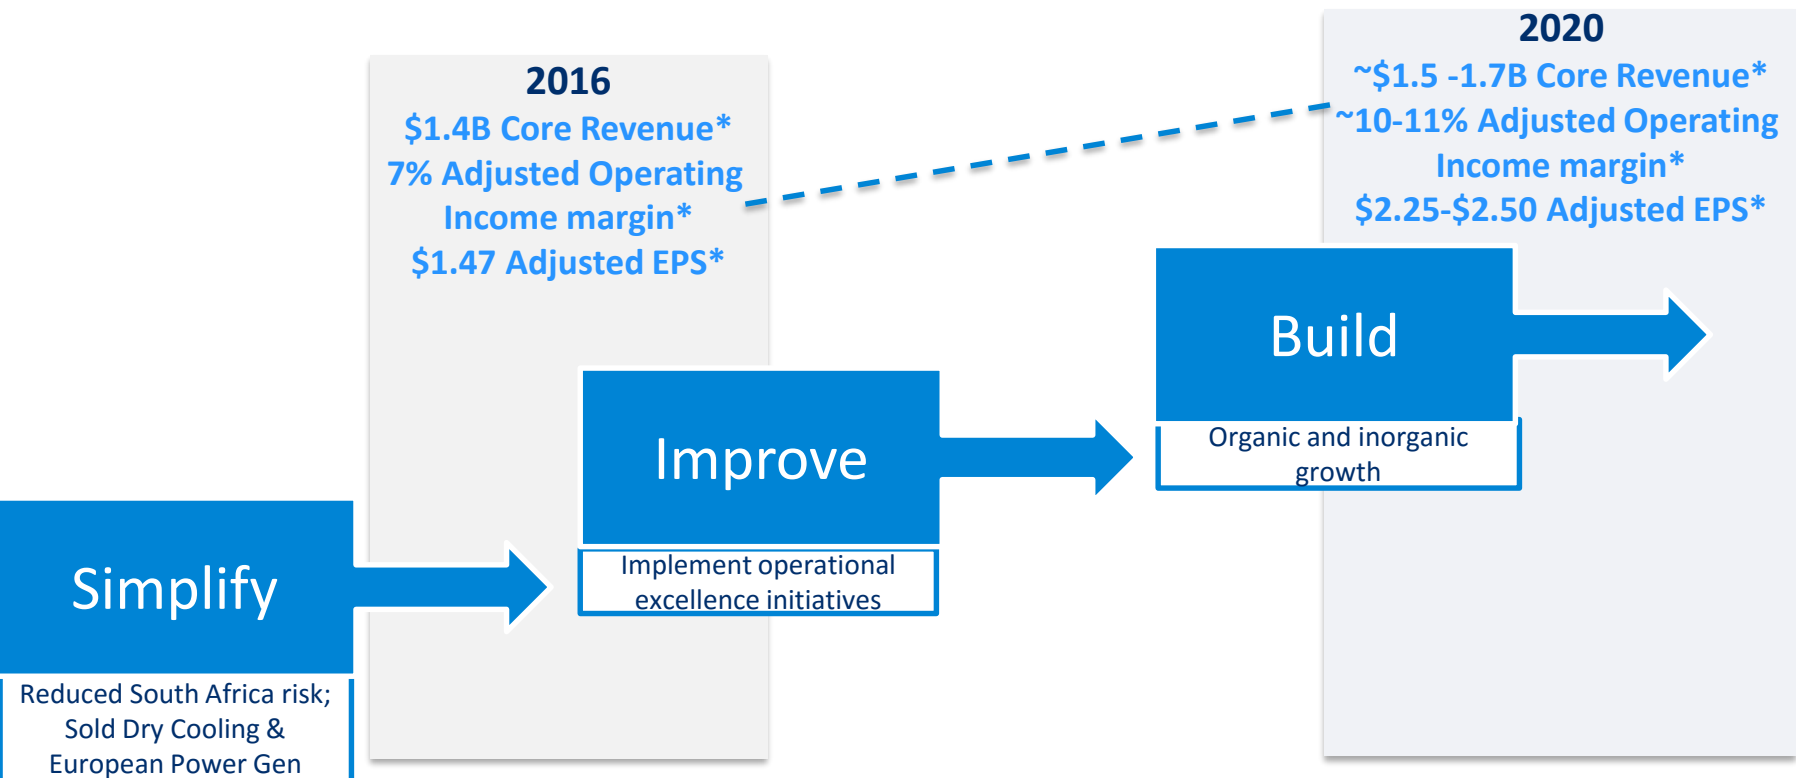 2016
$1.4B Core Revenue*
7% Adjusted Operating
Income margin*
$1.47 Adjusted EPS*
2020
~$1.5 -1.7B Core Revenue*
~10-11% Adjusted Operating
Income margin*
$2.25-$2.50 Adjusted EPS*
Simplify
Reduced South Africa risk;
Sold Dry Cooling &
European Power Gen
Improve
Implement operational
excellence initiatives
Build
Organic and inorganic
growth